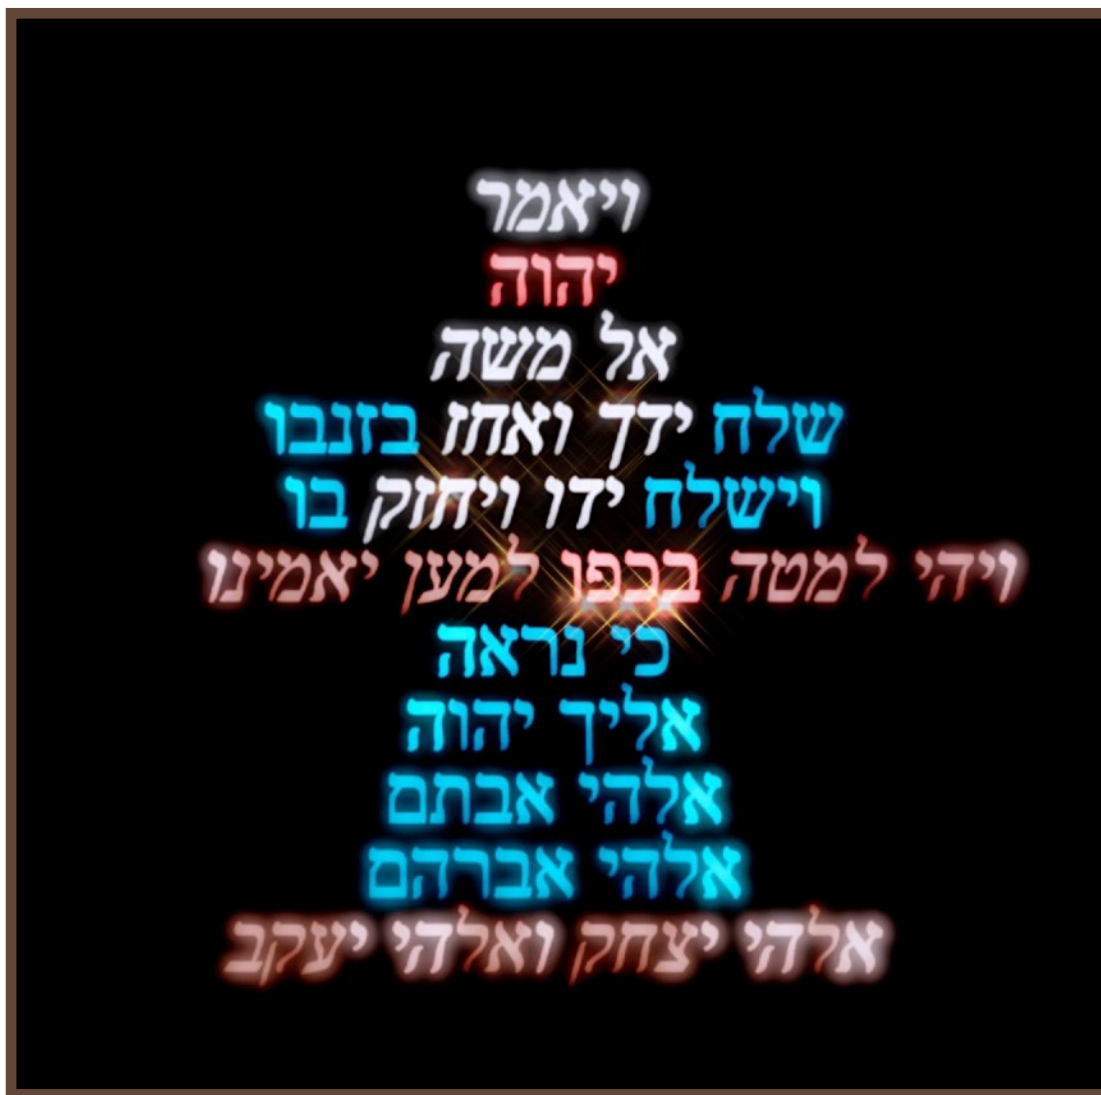 ויאמר
יהוה
אל משה
שלח ידך ואחז בזנבו
וישלח ידו ויחזק בו
ויהי למטה בכפו למען יאמינו
כי נראה
אליך יהוה
אלהי אבתם
אלהי אברהם
אלהי יצחק ואלהי יעקב